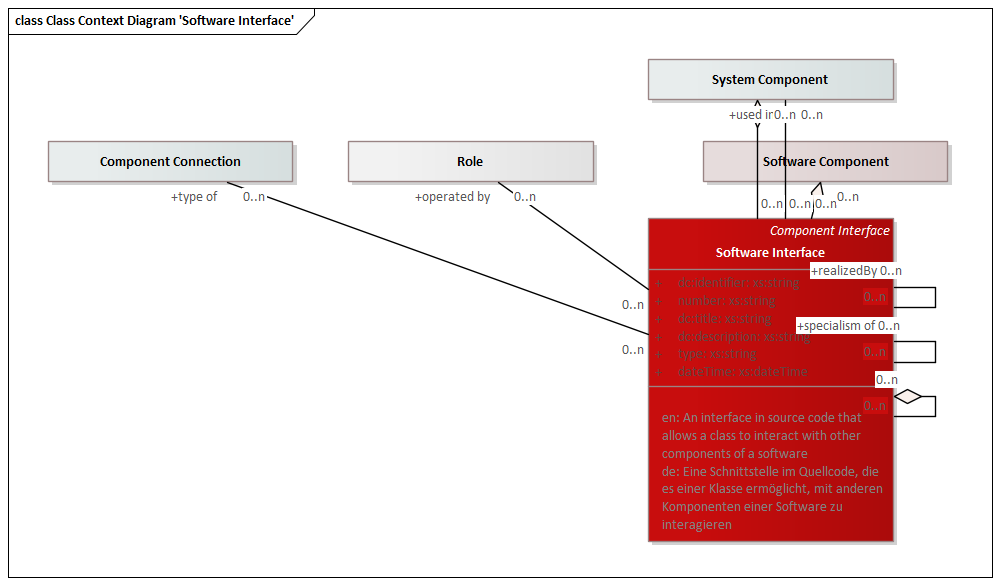 class Class Context Diagram 'Software Interface'
System Component
+used in
0..n
0..n
Component Connection
Role
Software Component
+type of
0..n
+operated by
0..n
0..n
0..n
0..n
0..n
Component Interface
Software Interface
+realizedBy 0..n
+ dc:identifier: xs:string
0..n
0..n
+ number: xs:string
+ dc:title: xs:string
+specialism of 0..n
+ dc:description: xs:string
0..n
0..n
+ type: xs:string
+ dateTime: xs:dateTime
0..n
0..n
en: An interface in source code that
allows a class to interact with other
components of a software
de: Eine Schnittstelle im Quellcode, die
es einer Klasse ermöglicht, mit anderen
Komponenten einer Software zu
interagieren